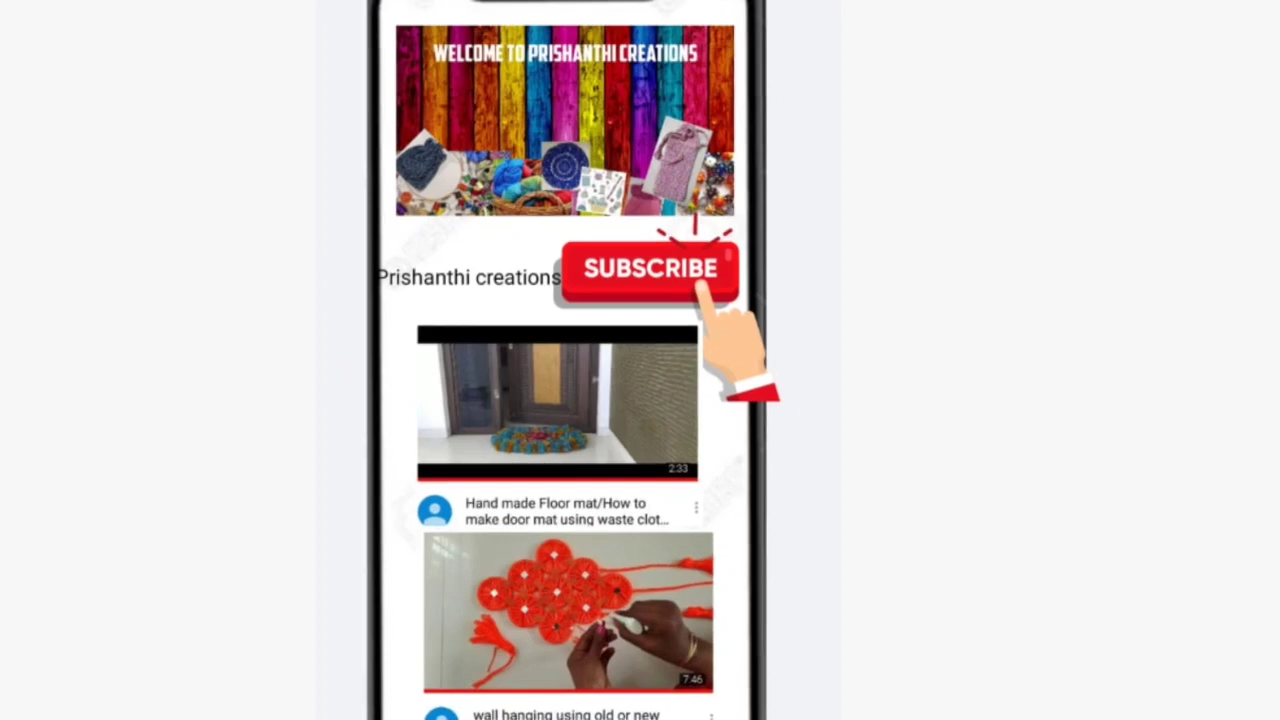 WELCOME TO PRISHANTHI CREATIONS
Prishanthi creations
SUBSCRIBE
2:33
Hand made Floor mat/How to
make door mat using waste clot...
7:46
wall hanging using old or new